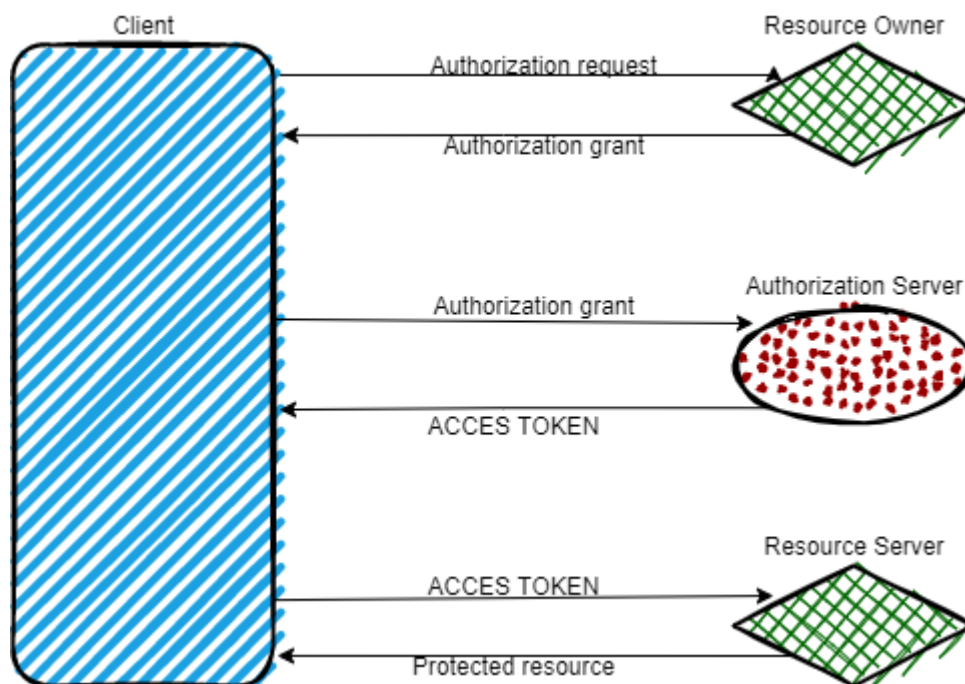 Client
Resource Owner
Authorization request
Authorization grant
Authorization Server
Authorization grant
ACCES TOKEN
Resource Server
ACCES TOKEN
Protected resource